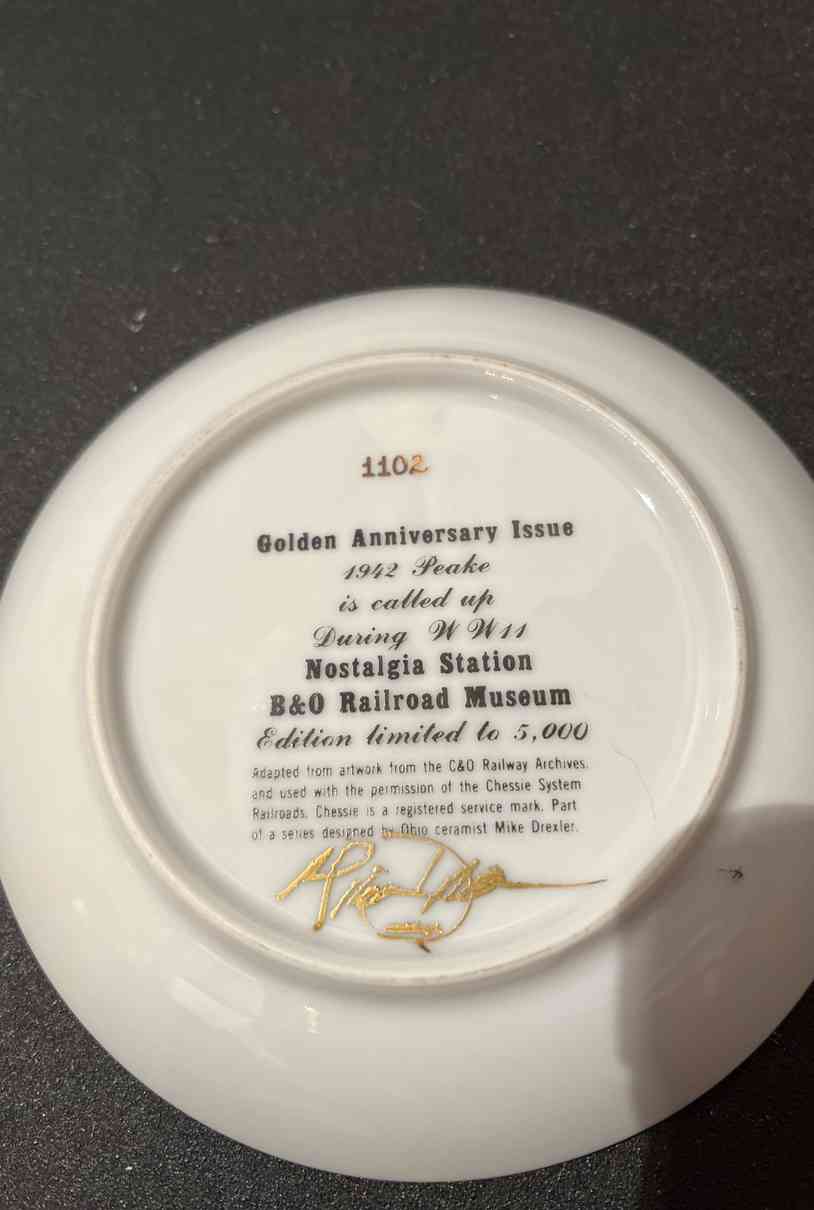 1102
Golden Anniversary Issue
1942 Peake
is called up
During W W11
Nostalgia Station
B&O Railroad Museum
Edition limited to 5,000
Adapted from artwork from the C&O Railway Archives,
and used with the permission of the Chessie System
Railroads. Chessie is a registered service mark. Part
of a series designed by Ohio ceramist Mike Drexler.